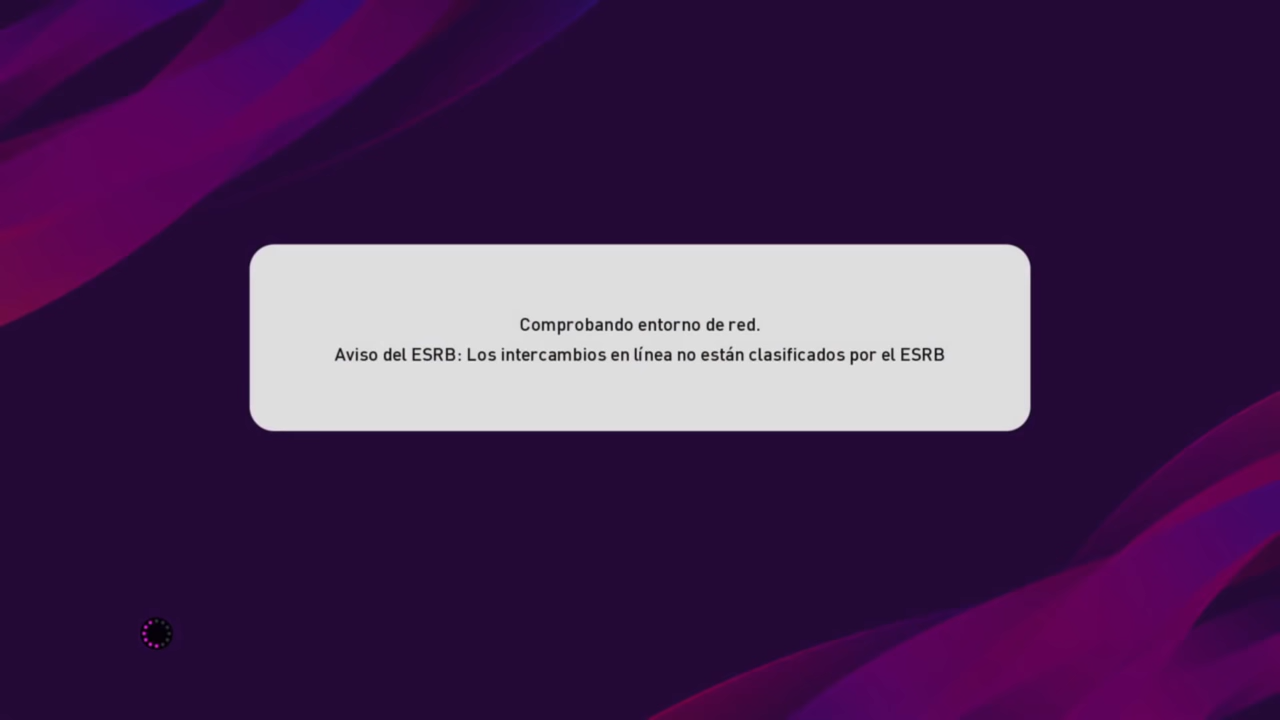 Comprobando entorno de red.
Aviso del ESRB: Los intercambios en línea no están clasificados por el ESRB